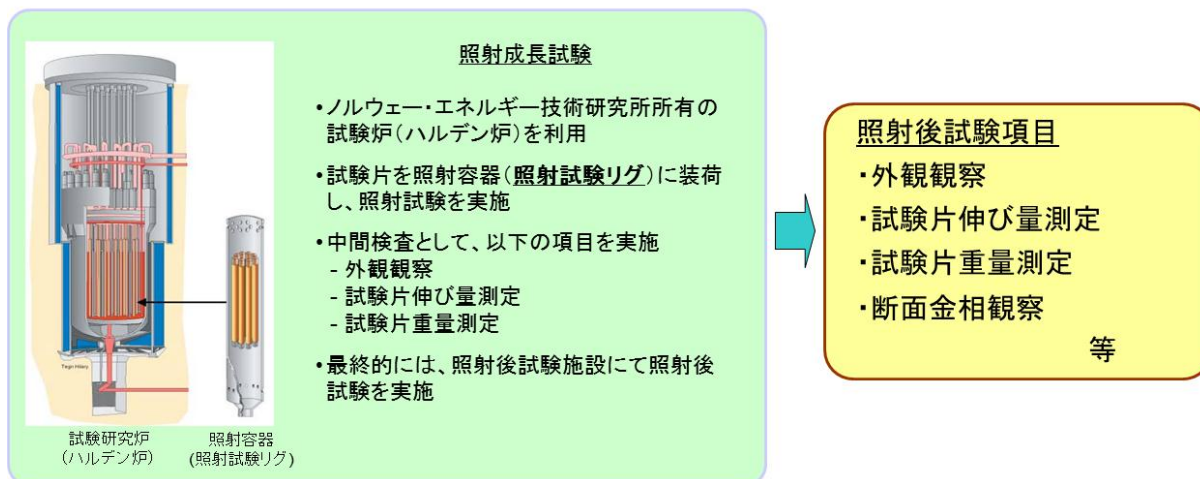 照射成長試験
・ノルウェー・エネルギー技術研究所所有の
試験炉(ハルデン炉)を利用
・試験片を照射容器(照射試験リグ)に装荷
し、照射試験を実施
・中間検査として、以下の項目を実施
- 外観観察
- 試験片伸び量測定
- 試験片重量測定
・最終的には、照射後試験施設にて照射後
試験を実施
試験研究炉
(ハルデン炉)
照射容器
(照射試験リグ)
照射後試験項目
・外観観察
・試験片伸び量測定
・試験片重量測定
・断面金相観察
等